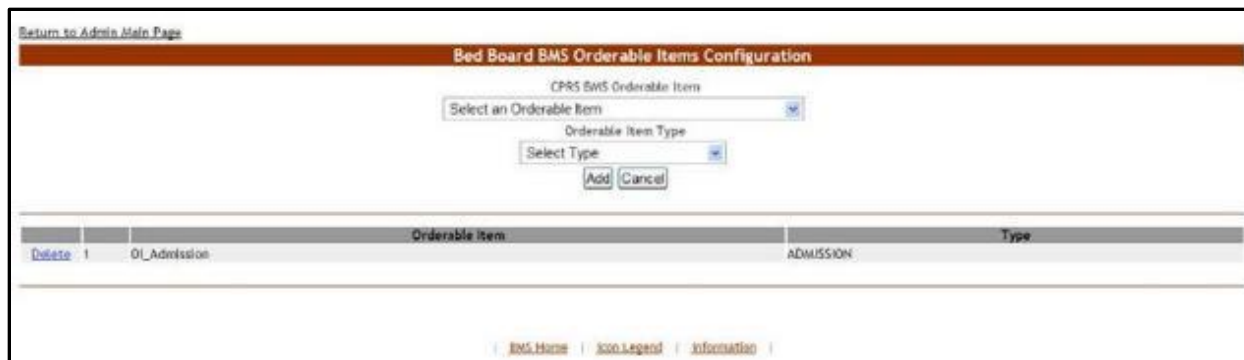 Return to Admin Main Page
Bed Board BMS Orderable Items Configuration
CPRS BMS Orderable Item
Select an Orderable Item
Orderable Item Type
Select Type
Add Cancel
Orderable Item Type
Delete 1 OI_Admission ADMISSION
| BMS Home | Icon Legend | Information |